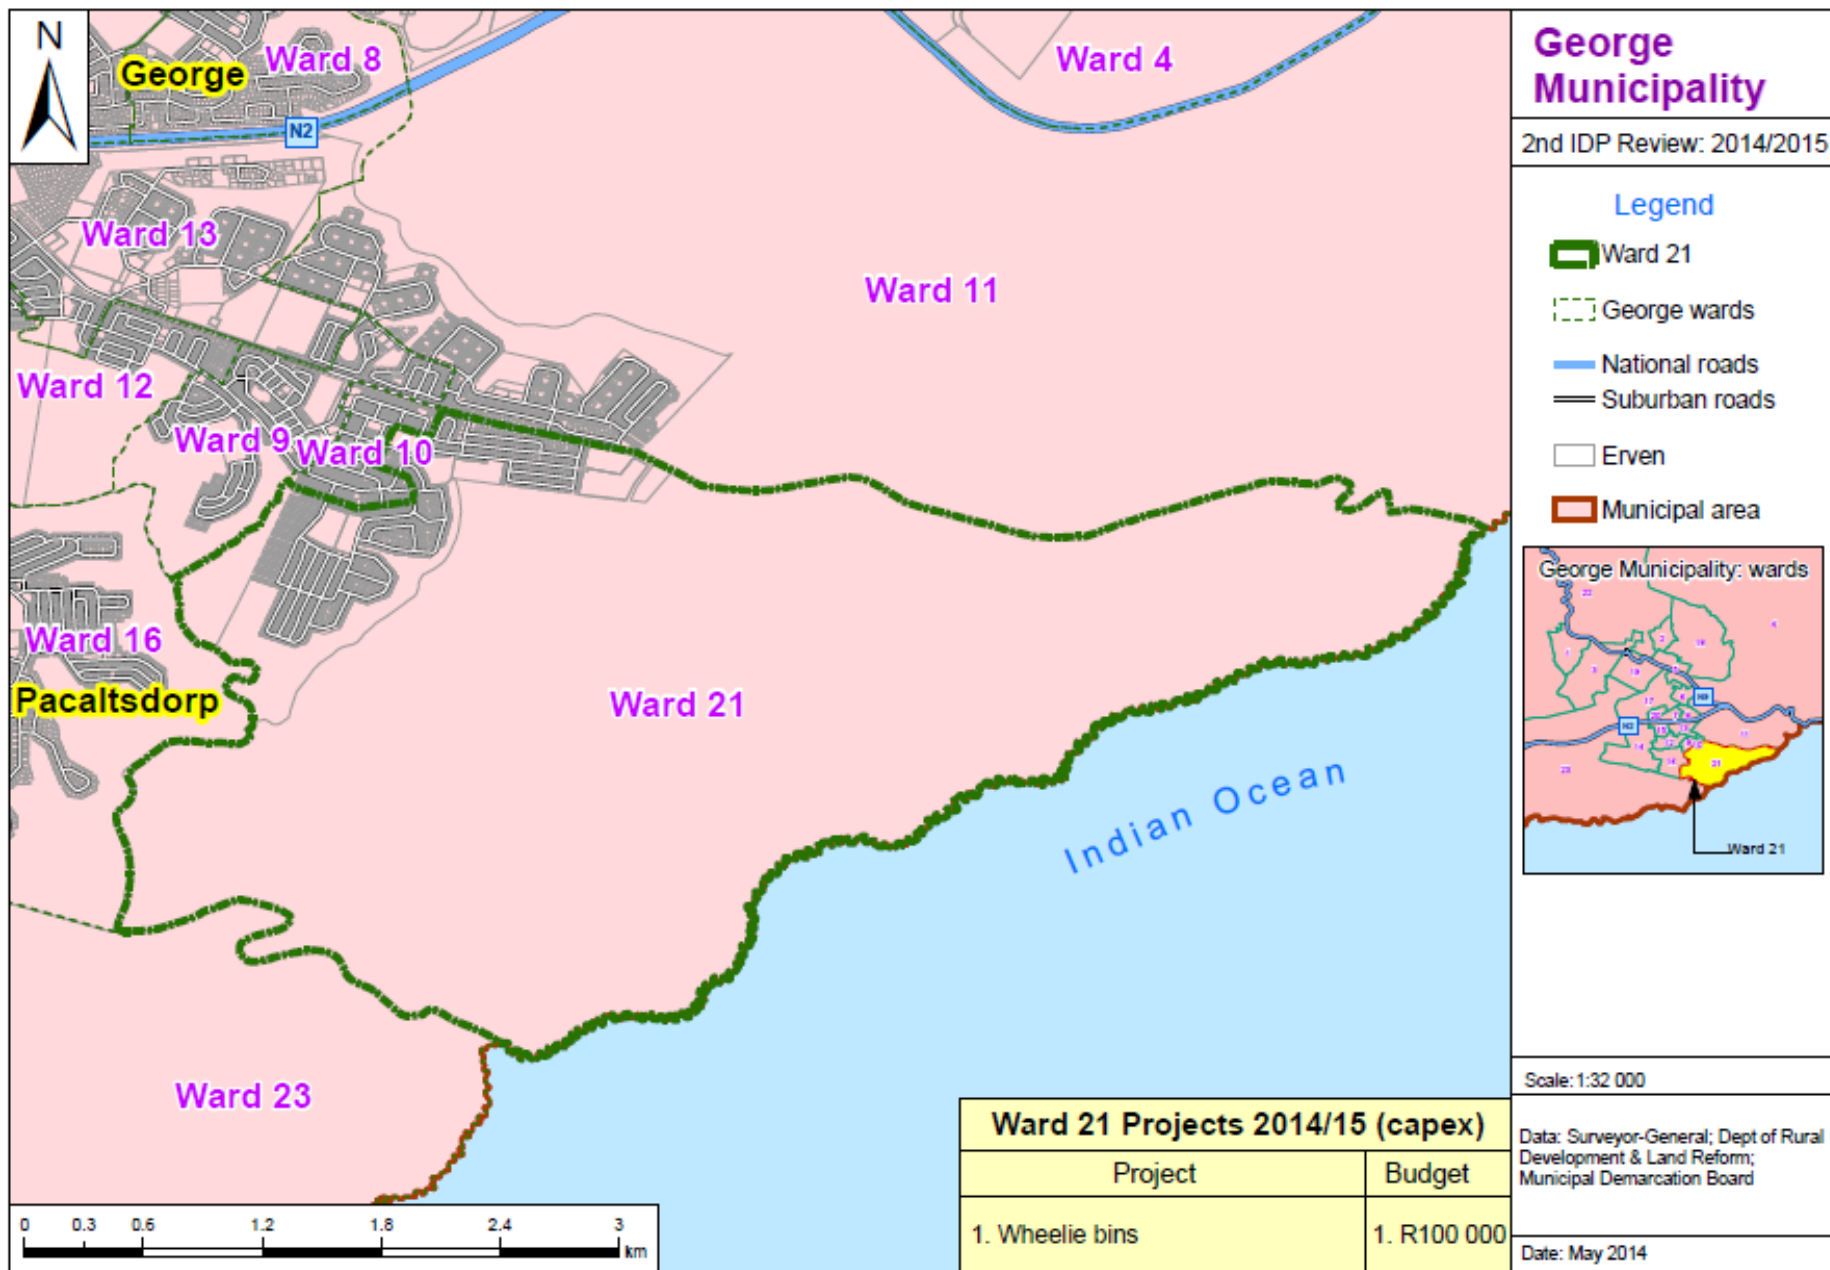 N
George
Ward 8
Ward 4
N2
Ward 13
Ward 11
Ward 12
Ward 9
Ward 10
Ward 16
Pacaltsdorp
Ward 21
Indian Ocean
Ward 23
0 0.3 0.6 1.2 1.8 2.4 3
km
Ward 21 Projects 2014/15 (capex)
Project Budget
1. Wheelie bins 1. R100 000
George
Municipality
2nd IDP Review: 2014/2015
Legend
Ward 21
George wards
National roads
Suburban roads
Erven
Municipal area
George Municipality: wards
Ward 21
Scale:1:32 000
Data: Surveyor-General; Dept of Rural
Development & Land Reform;
Municipal Demarcation Board
Date: May 2014